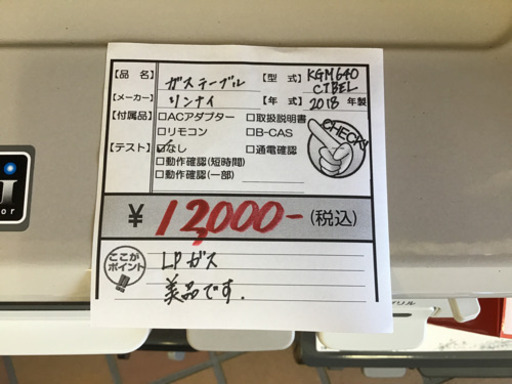 【品名】 ガステーブル 【型式】 KGM640
CTBEL
【メーカー】 リンナイ 【年式】 2018 年製
【付属品】 □ACアダプター □取扱説明書
□リモコン □B-CAS
【テスト】 ☑なし □通電確認
□動作確認(短時間)
□動作確認(一部)
CHECK!
¥ 12,000- (税込)
ここが
ポイント
LPガス
美品です.